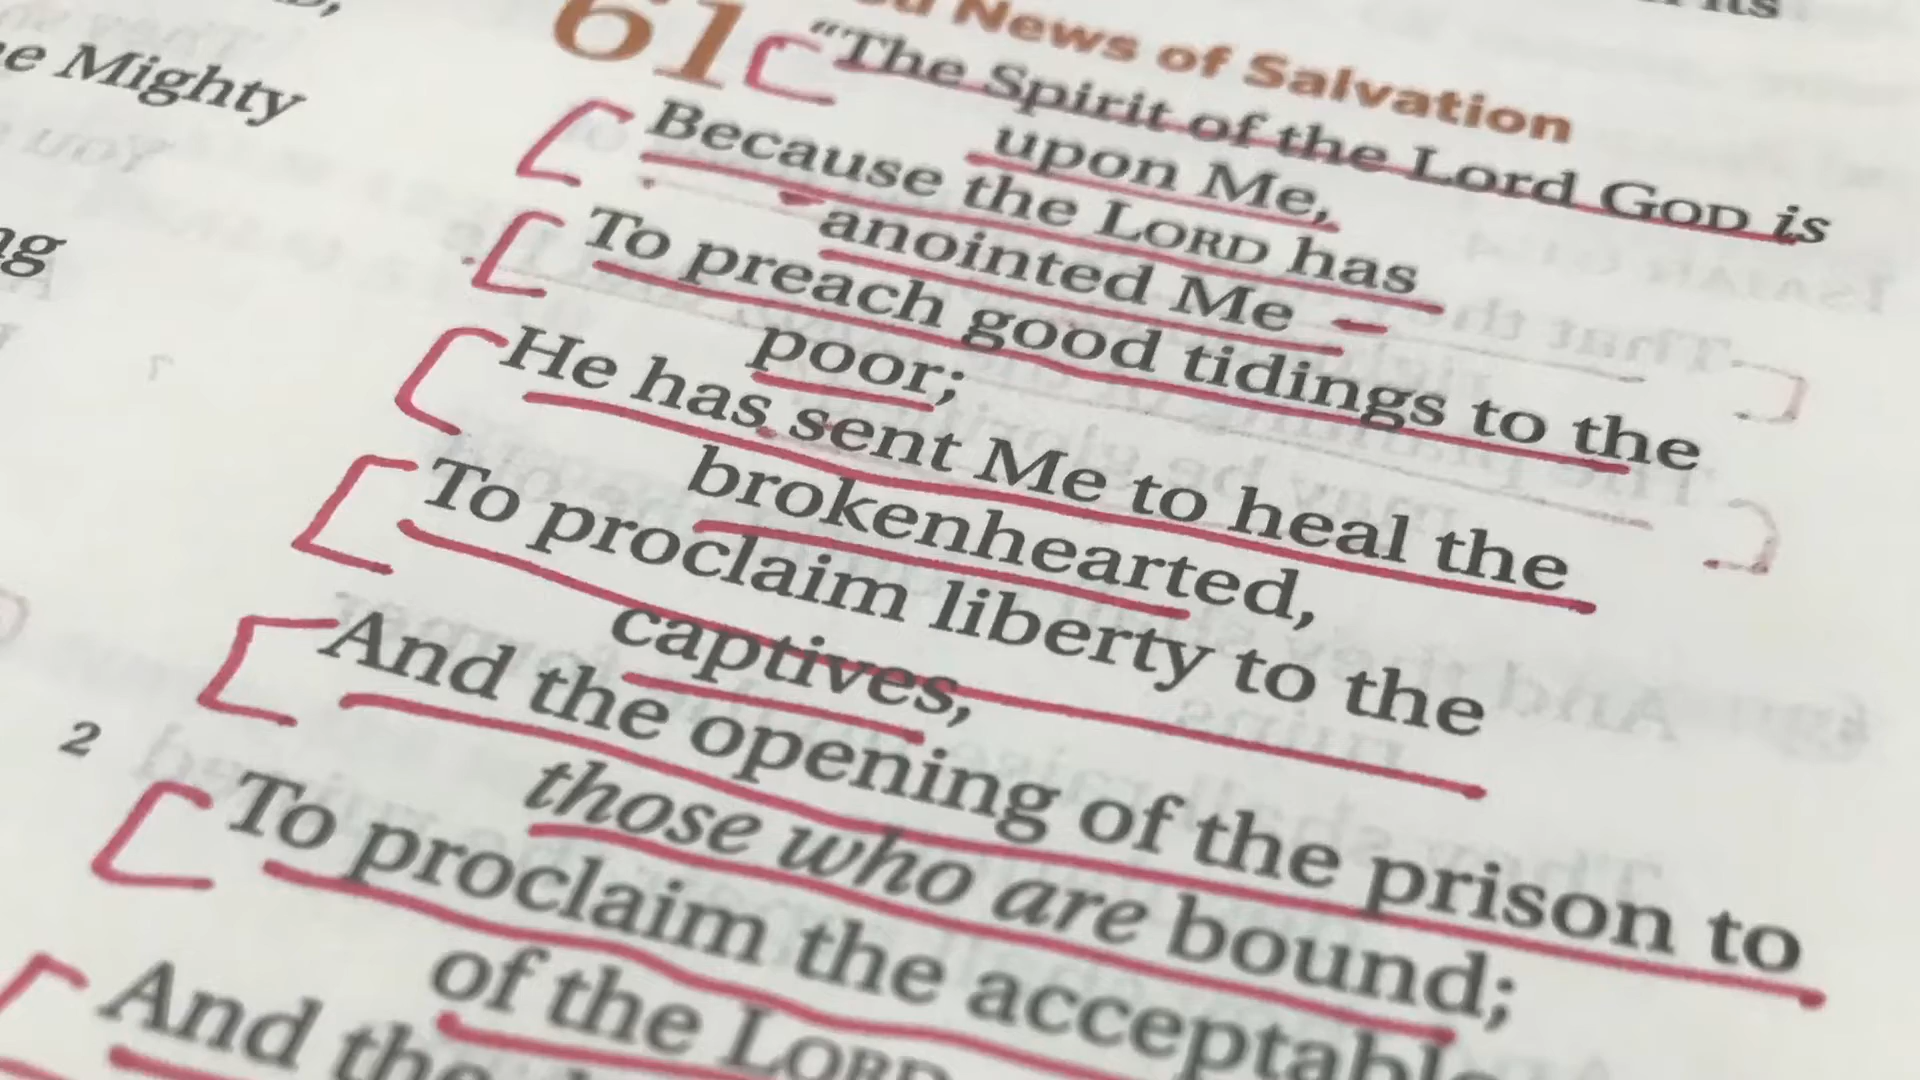 e Mighty
ng
News of Salvation
61 “The Spirit of the Lord GOD is
upon Me,
Because the LORD has
anointed Me
To preach good tidings to the
poor;
He has sent Me to heal the
brokenhearted,
To proclaim liberty to the
captives,
And the opening of the prison to
those who are bound;
2 To proclaim the acceptabl
of the LORD
And the